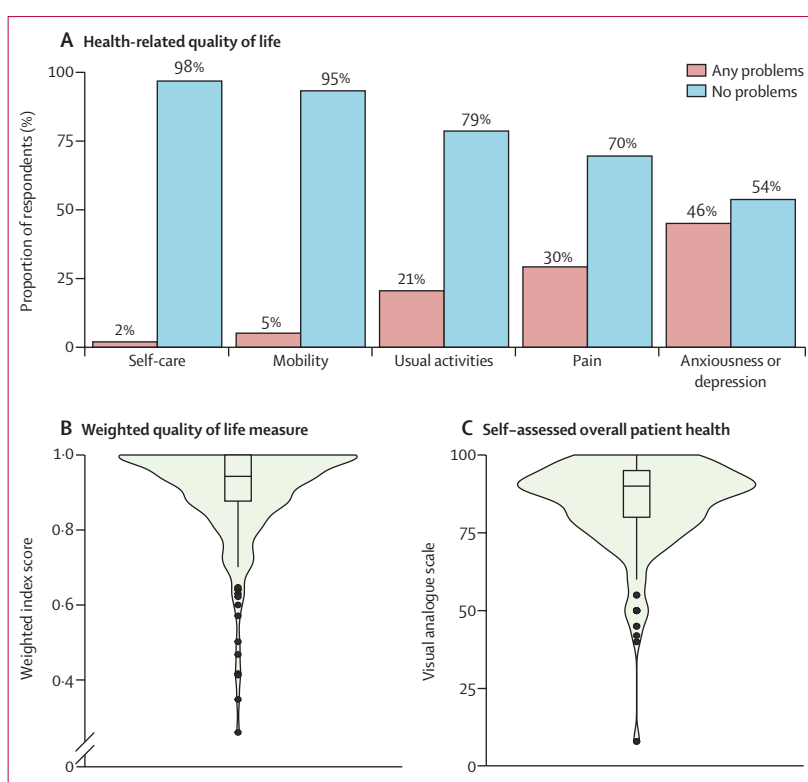 A Health-related quality of life
Any problems
No problems
Proportion of respondents (%)
100
75
50
25
0
98%
95%
79%
70%
54%
46%
30%
21%
5%
2%
Self-care
Mobility
Usual activities
Pain
Anxiousness or
depression
B Weighted quality of life measure
Weighted index score
1·0
0·8
0·6
0·4
0
C Self-assessed overall patient health
Visual analogue scale
100
75
50
25
0